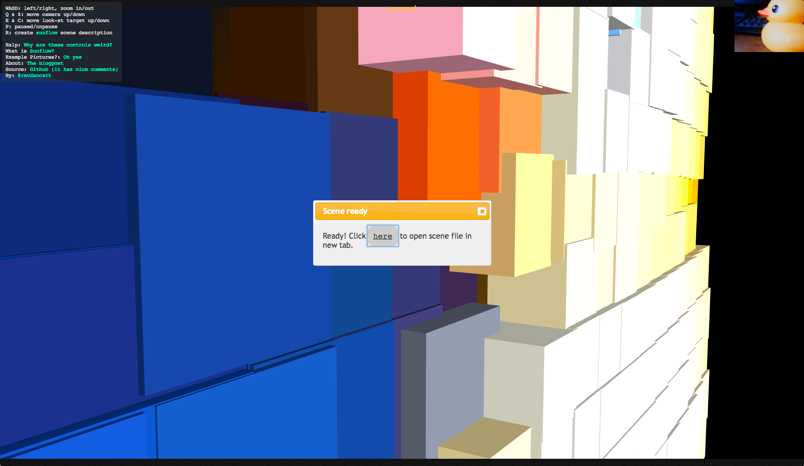 WASD: left/right, zoom in/out
Q & Z: move camera up/down
E & C: move look-at target up/down
P: paused/unpause
R: create sunflow scene description
Help: Why are these controls weird?
What is Sunflow?
Example Pictures?: Oh yes
About: The blogpost
Source: Github (it has nice comments)
By: @zevdancatt
Scene ready
Ready! Click here to open scene file in
new tab.